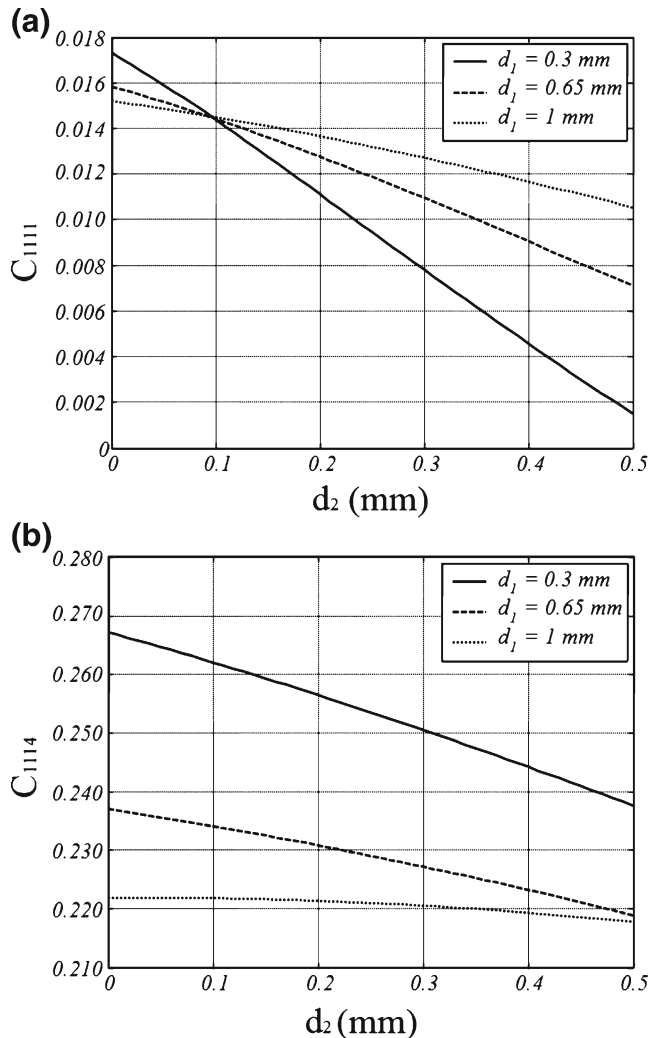 (a)
0.018
0.016
0.014
0.012
0.010
0.008
0.006
0.004
0.002
0
C1111
d1 = 0.3 mm
d1 = 0.65 mm
d1 = 1 mm
0 0.1 0.2 0.3 0.4 0.5
d2 (mm)
(b)
0.280
0.270
0.260
0.250
0.240
0.230
0.220
0.210
C1114
d1 = 0.3 mm
d1 = 0.65 mm
d1 = 1 mm
0 0.1 0.2 0.3 0.4 0.5
d2 (mm)